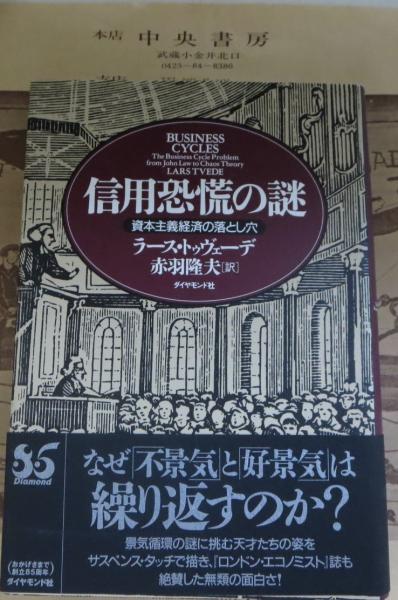 本店 中央書房
武蔵小金井北口
0423-84-8386
BUSINESS
CYCLES
The Business Cycle Problem
from John Law to Chaos Theory
LARS TVEDE
信用恐慌の謎
資本主義経済の落とし穴
ラース・トゥヴェーデ
赤羽隆夫[訳]
ダイヤモンド社
85
Diamond
なぜ「不景気」と「好景気」は
繰り返すのか?
景気循環の謎に挑む天才たちの姿を
サスペンス・タッチで描き、『ロンドン・エコノミスト』誌も
絶賛した無類の面白さ!
おかげさまで
創立85周年
ダイヤモンド社